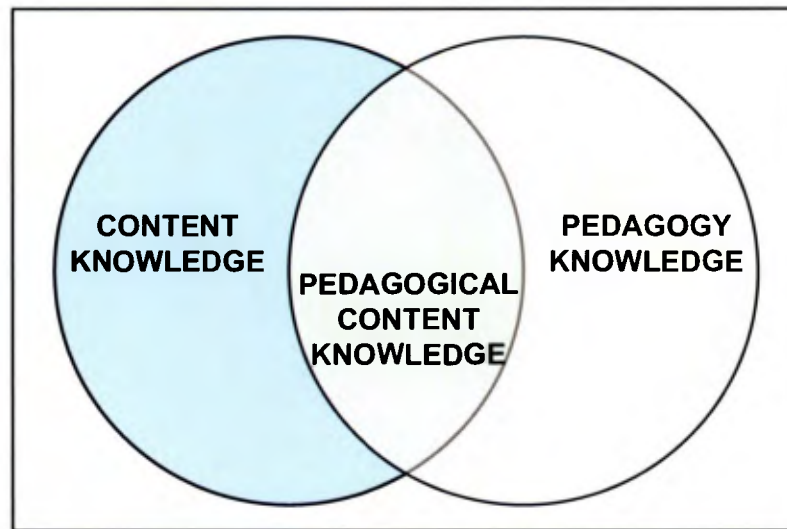 CONTENT
KNOWLEDGE
PEDAGOGY
KNOWLEDGE
PEDAGOGICAL
CONTENT
KNOWLEDGE